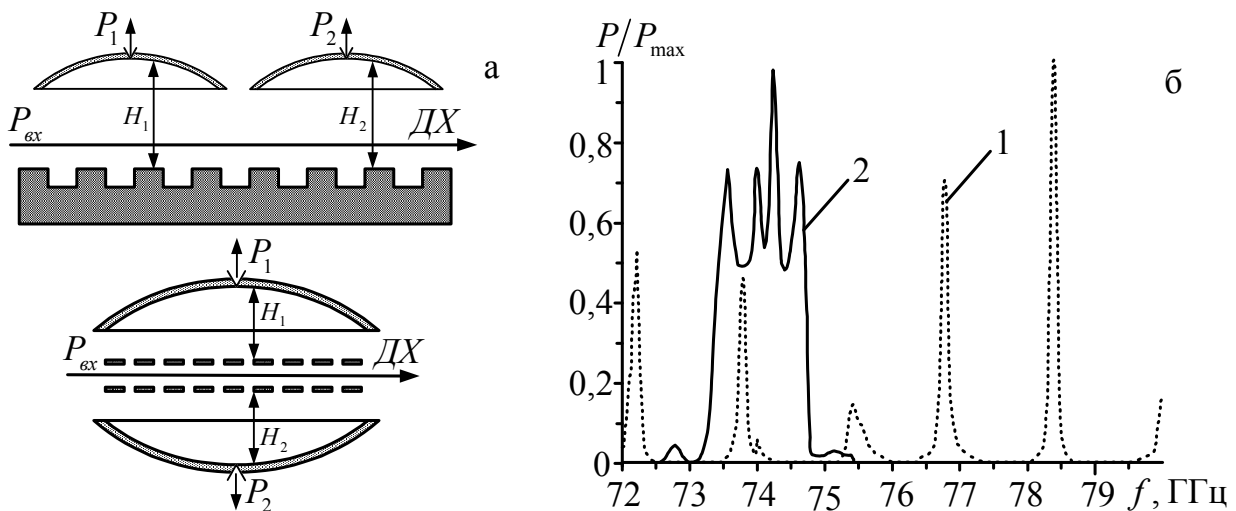 P₁ P₂ а
H₁ H₂
Pвх ДХ
P₁
H₁
Pвх ДХ
H₂
P₂
P/Pmax б
1
0,8
0,6
0,4
0,2
0
1
2
72 73 74 75 76 77 78 79 f, ГГц